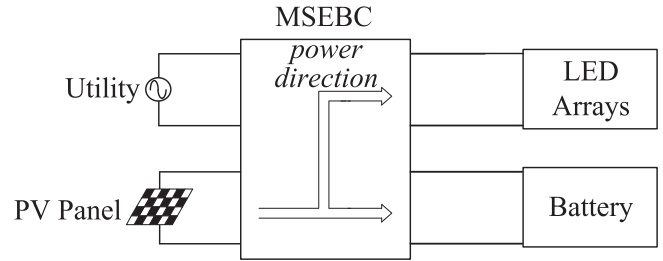 MSEBC
power
direction
Utility
LED
Arrays
PV Panel
Battery